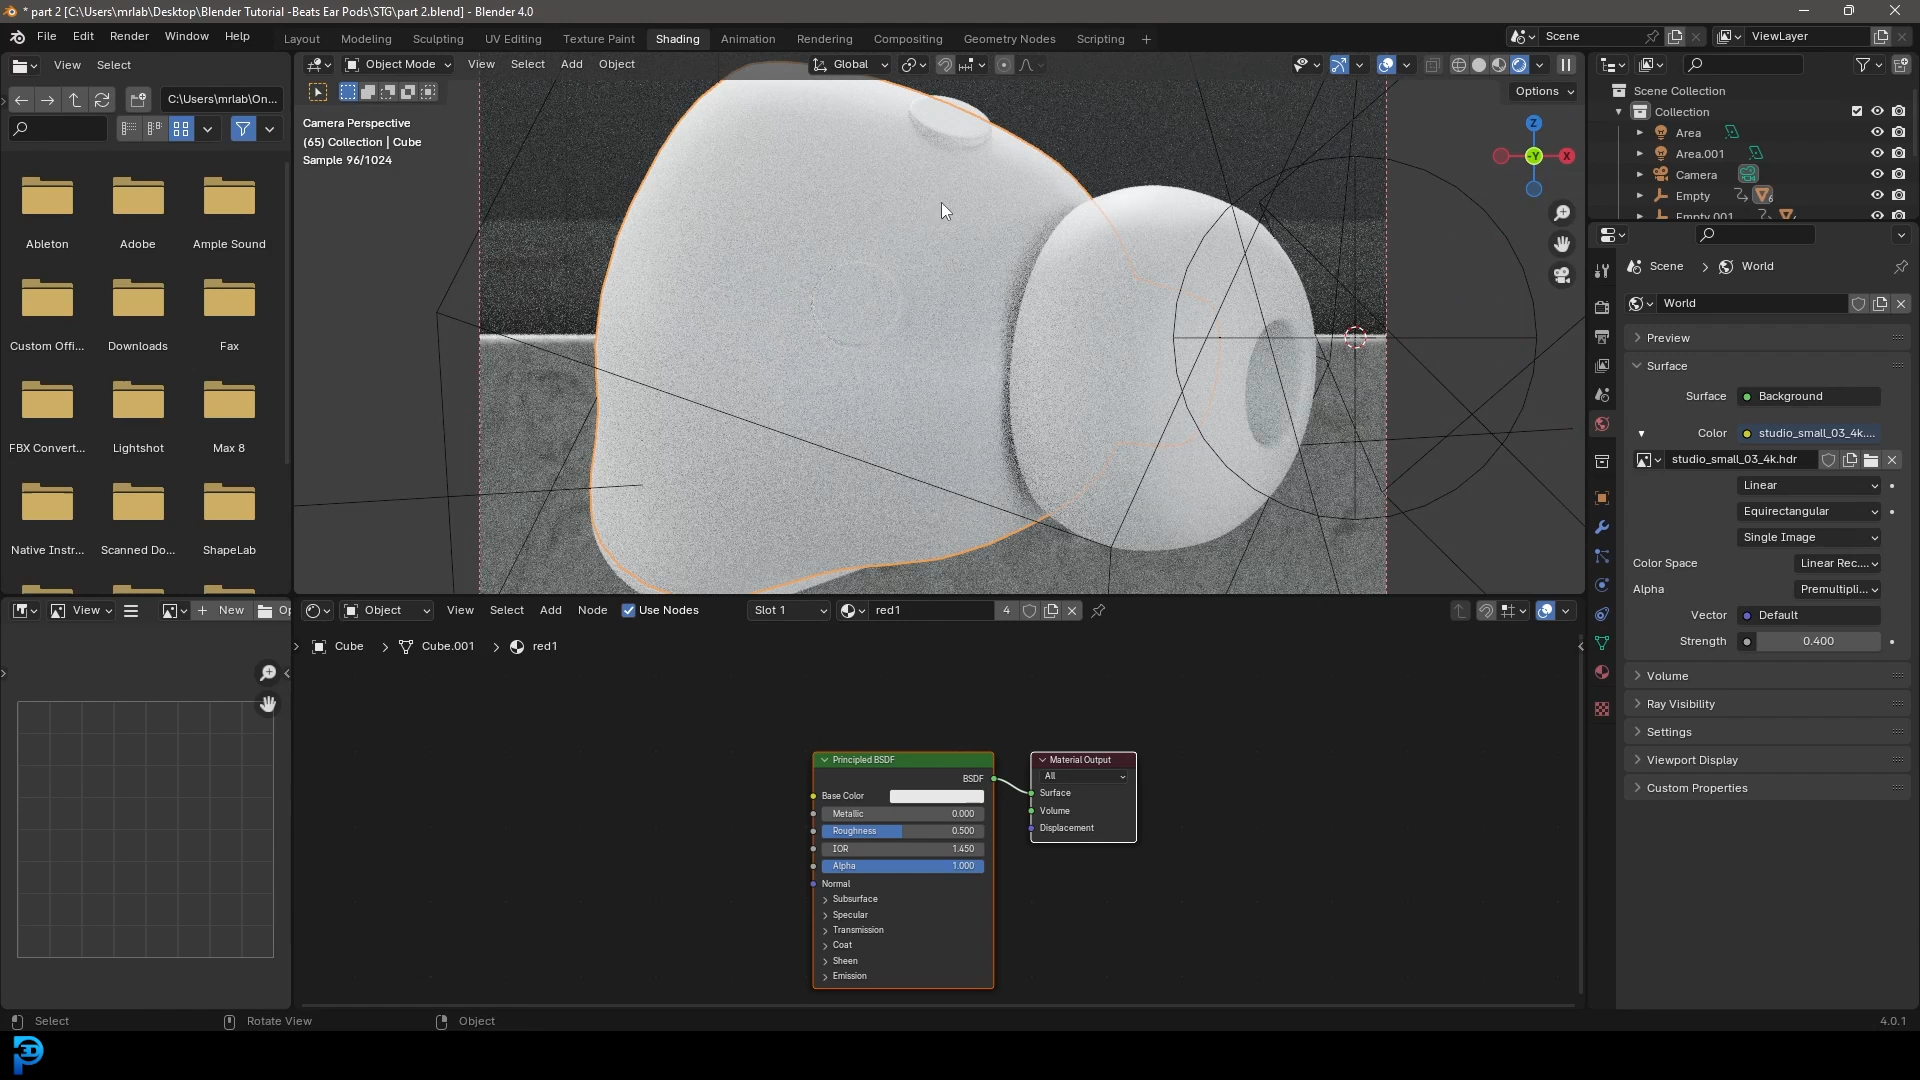 * part 2 [C:\Users\mrlab\Desktop\Blender Tutorial -Beats Ear Pods\STG\part 2.blend] - Blender 4.0
File Edit Render Window Help
Layout Modeling Sculpting UV Editing Texture Paint Shading Animation Rendering Compositing Geometry Nodes Scripting +
Scene
ViewLayer
View Select
C:\Users\mrlab\On...
Ableton Adobe Ample Sound
Custom Offi... Downloads Fax
FBX Convert... Lightshot Max 8
Native Instr... Scanned Do... ShapeLab
Object Mode View Select Add Object
Global
Options
Camera Perspective
(65) Collection | Cube
Sample 96/1024
Z
X
-Y
Scene Collection
Collection
Area
Area.001
Camera
Empty
Empty.001
Scene > World
World
Preview
Surface
Surface Background
Color studio_small_03_4k....
studio_small_03_4k.hdr
Linear
Equirectangular
Single Image
Color Space Linear Rec....
Alpha Premultipli...
Vector Default
Strength 0.400
Volume
Ray Visibility
Settings
Viewport Display
Custom Properties
View
+ New Op
Object View Select Add Node Use Nodes Slot 1 red1 4
Cube > Cube.001 > red1
Principled BSDF
BSDF
Base Color
Metallic 0.000
Roughness 0.500
IOR 1.450
Alpha 1.000
Normal
Subsurface
Specular
Transmission
Coat
Sheen
Emission
Material Output
All
Surface
Volume
Displacement
Select Rotate View Object
4.0.1